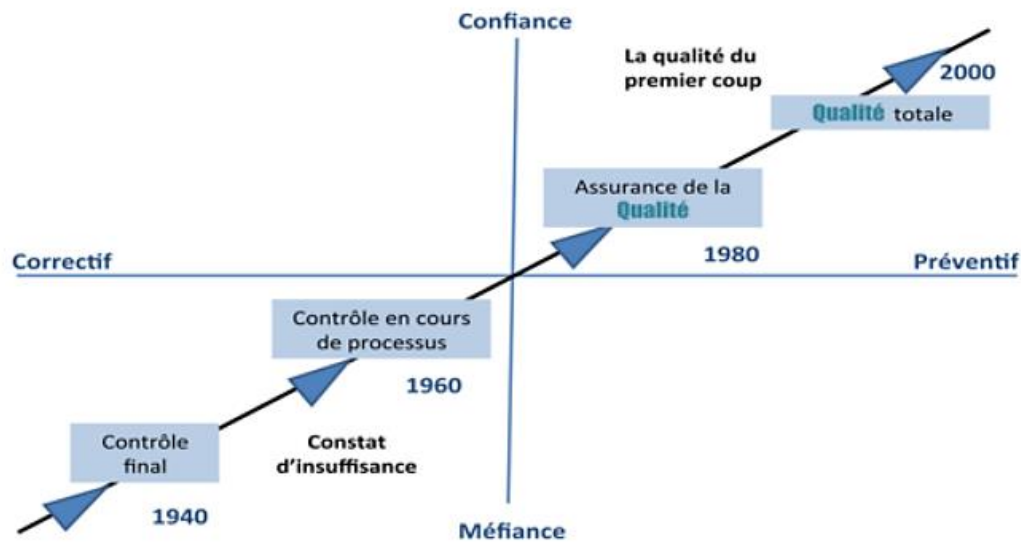 Confiance
La qualité du
premier coup
2000
Qualité totale
Assurance de la
Qualité
1980
Correctif
Préventif
Contrôle en cours
de processus
1960
Contrôle
final
Constat
d’insuffisance
1940
Méfiance